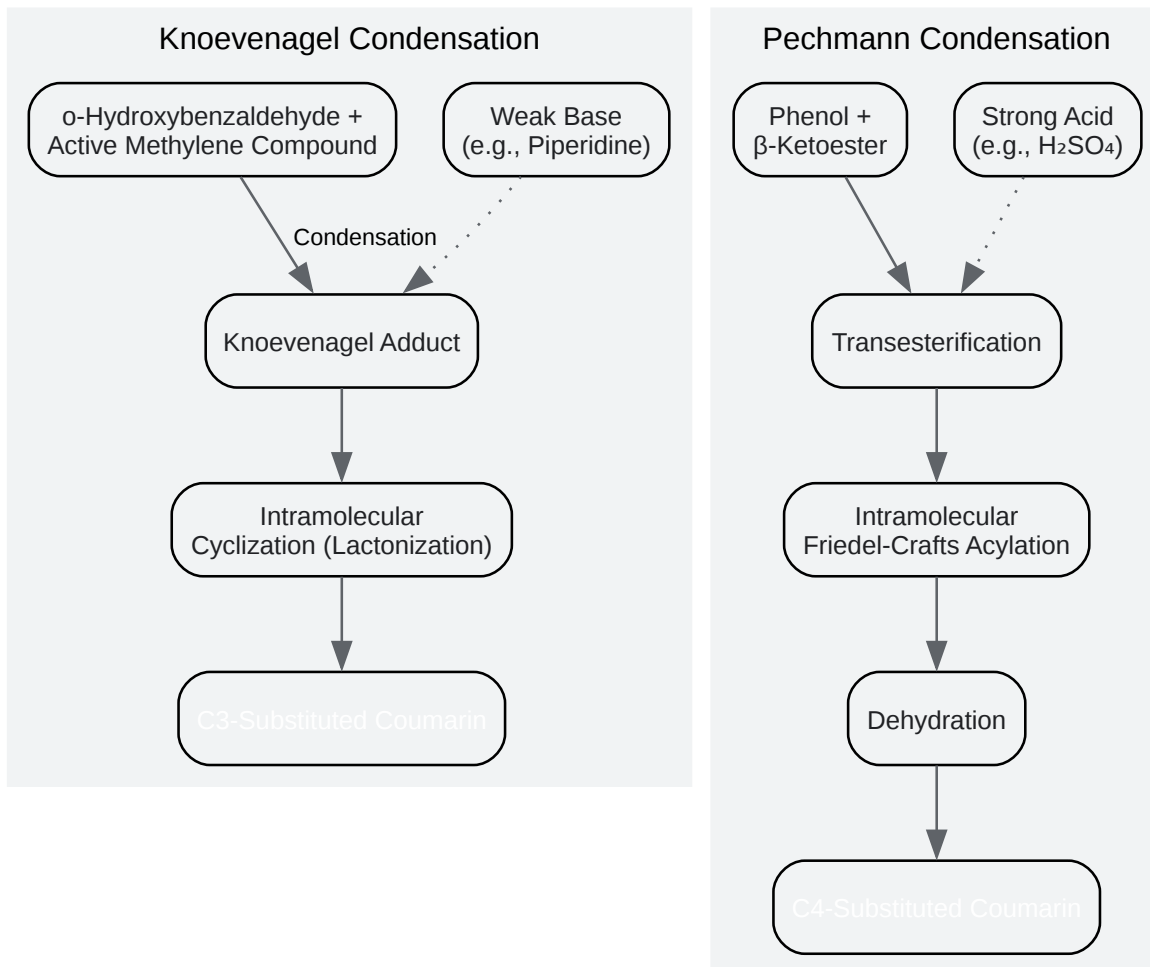 Knoevenagel Condensation
o-Hydroxybenzaldehyde +
Active Methylene Compound
Weak Base
(e.g., Piperidine)
Condensation
Knoevenagel Adduct
Intramolecular
Cyclization (Lactonization)
C3-Substituted Coumarin
Pechmann Condensation
Phenol +
β-Ketoester
Strong Acid
(e.g., H₂SO₄)
Transesterification
Intramolecular
Friedel-Crafts Acylation
Dehydration
C4-Substituted Coumarin